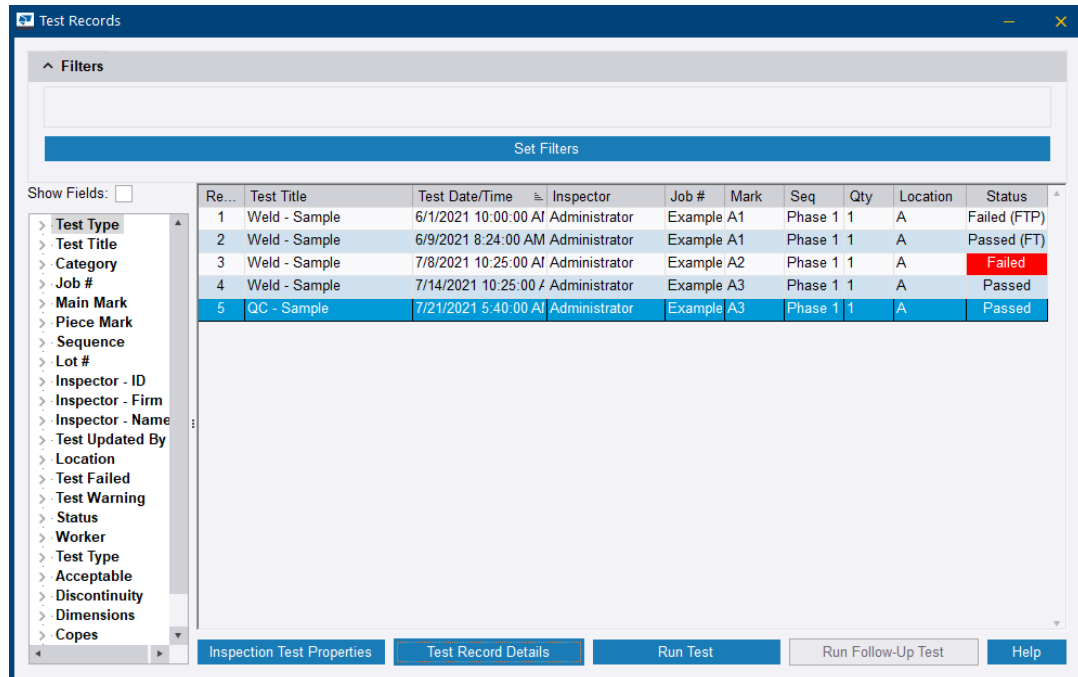 Test Records
Filters
Set Filters
Show Fields:
Test Type
Test Title
Category
Job #
Main Mark
Piece Mark
Sequence
Lot #
Inspector - ID
Inspector - Firm
Inspector - Name
Test Updated By
Location
Test Failed
Test Warning
Status
Worker
Test Type
Acceptable
Discontinuity
Dimensions
Copes
Re... Test Title Test Date/Time Inspector Job # Mark Seq Qty Location Status
1 Weld - Sample 6/1/2021 10:00:00 AM Administrator Example A1 Phase 1 1 A Failed (FTP)
2 Weld - Sample 6/9/2021 8:24:00 AM Administrator Example A1 Phase 1 1 A Passed (FT)
3 Weld - Sample 7/8/2021 10:25:00 AM Administrator Example A2 Phase 1 1 A Failed
4 Weld - Sample 7/14/2021 10:25:00 A Administrator Example A3 Phase 1 1 A Passed
5 QC - Sample 7/21/2021 5:40:00 AM Administrator Example A3 Phase 1 1 A Passed
Inspection Test Properties Test Record Details Run Test Run Follow-Up Test Help